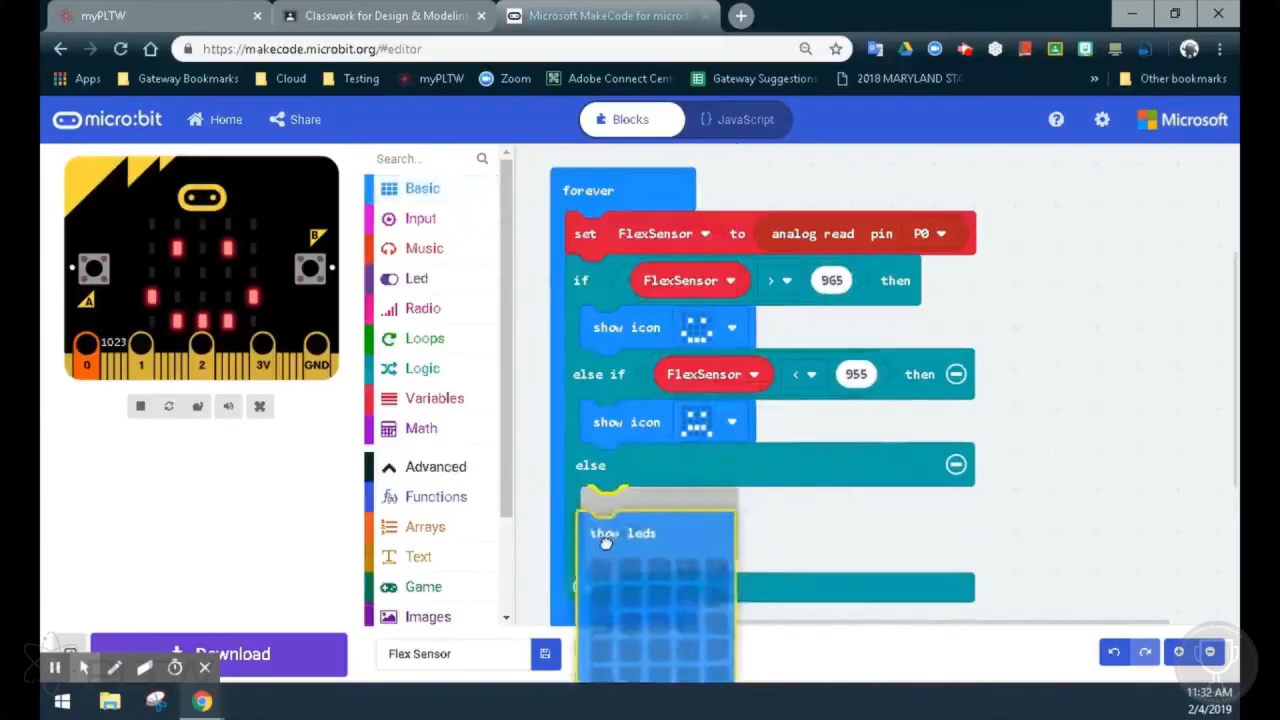 myPLTW
Classwork for Design & Modelin
Microsoft MakeCode for micro:
https://makecode.microbit.org/#editor
Apps Gateway Bookmarks Cloud Testing myPLTW Zoom Adobe Connect Cent Gateway Suggestions 2018 MARYLAND STA » Other bookmarks
micro:bit Home Share Blocks {} JavaScript ? Microsoft
Search...
Basic
Input
Music
Led
Radio
Loops
Logic
Variables
Math
Advanced
Functions
Arrays
Text
Game
Images
A
B
1023
0 1 2 3V GND
forever
set FlexSensor to analog read pin P0
if FlexSensor > 965 then
show icon
else if FlexSensor < 955 then
show icon
else
show leds
Download
Flex Sensor
11:32 AM
2/4/2019